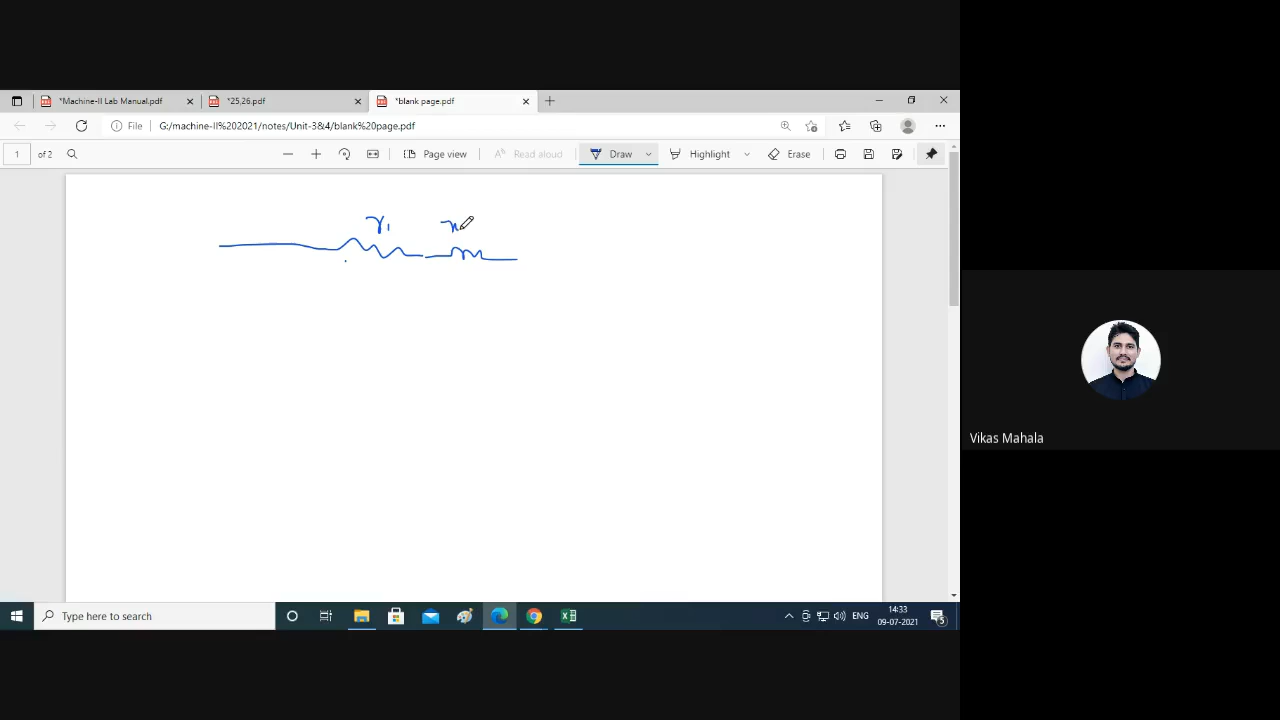 *Machine-II Lab Manual.pdf
*25,26.pdf
*blank page.pdf
File G:/machine-II%202021/notes/Unit-3&4/blank%20page.pdf
1 of 2 Page view Read aloud Draw Highlight Erase
r₁
Vikas Mahala
Type here to search
ENG
14:33
09-07-2021
5